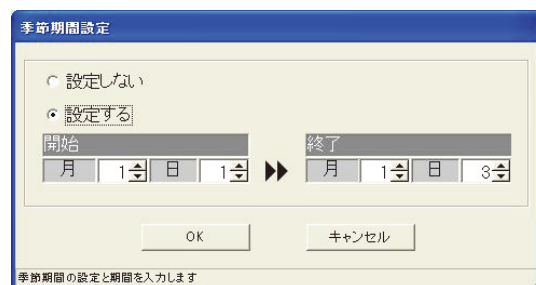 季節期間設定
設定しない
設定する
開始 終了
月 1 日 1 月 1 日 3
OK キャンセル
季節期間の設定と期間を入力します